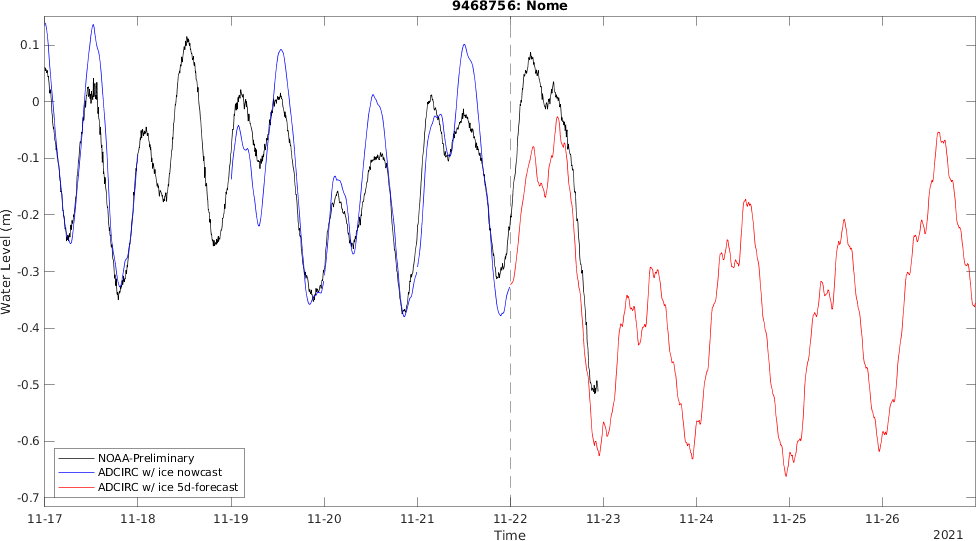 9468756: Nome
0.1
0
-0.1
-0.2
-0.3
-0.4
-0.5
-0.6
-0.7
Water Level (m)
NOAA-Preliminary
ADCIRC w/ ice nowcast
ADCIRC w/ ice 5d-forecast
11-17 11-18 11-19 11-20 11-21 11-22 11-23 11-24 11-25 11-26
Time
2021